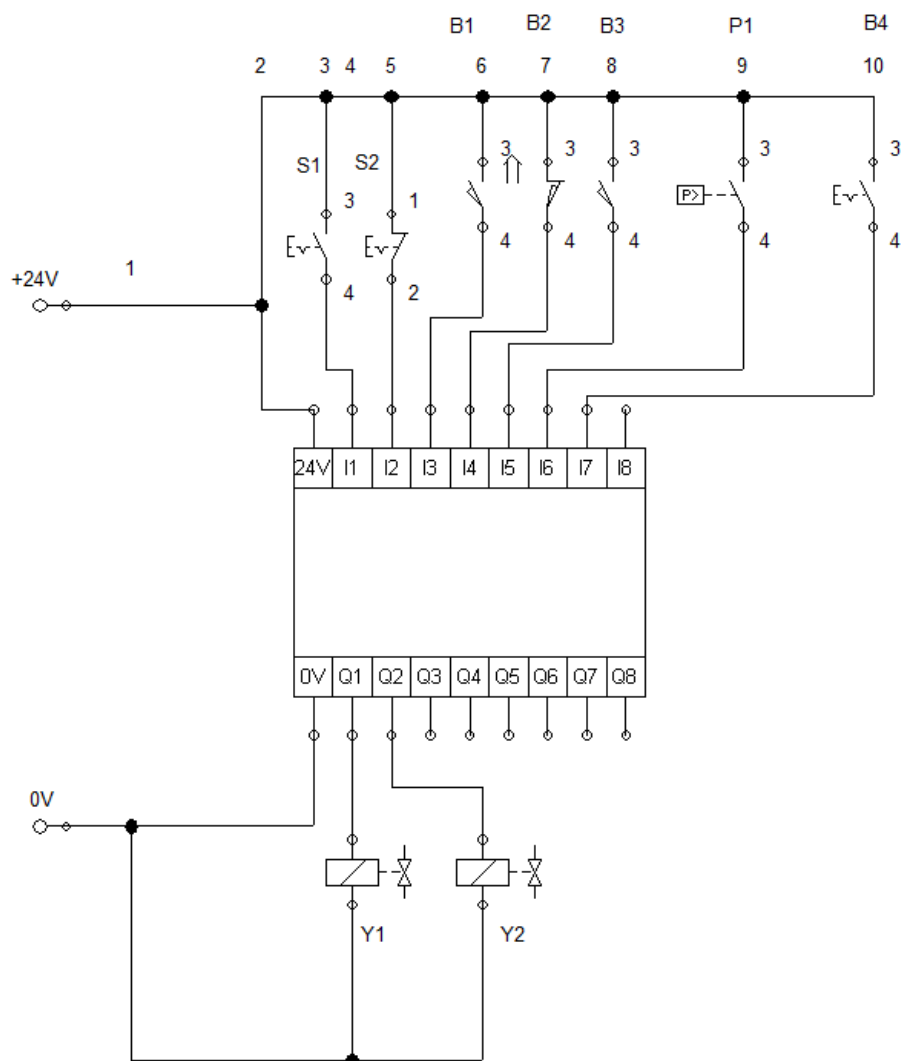 B1 B2 B3 P1 B4
2 3 4 5 6 7 8 9 10
3 3 3 3 3
S1 S2
3 1
P>
4 4 4 4 4
1
+24V
4 2
24V I1 I2 I3 I4 I5 I6 I7 I8
0V Q1 Q2 Q3 Q4 Q5 Q6 Q7 Q8
0V
Y1 Y2